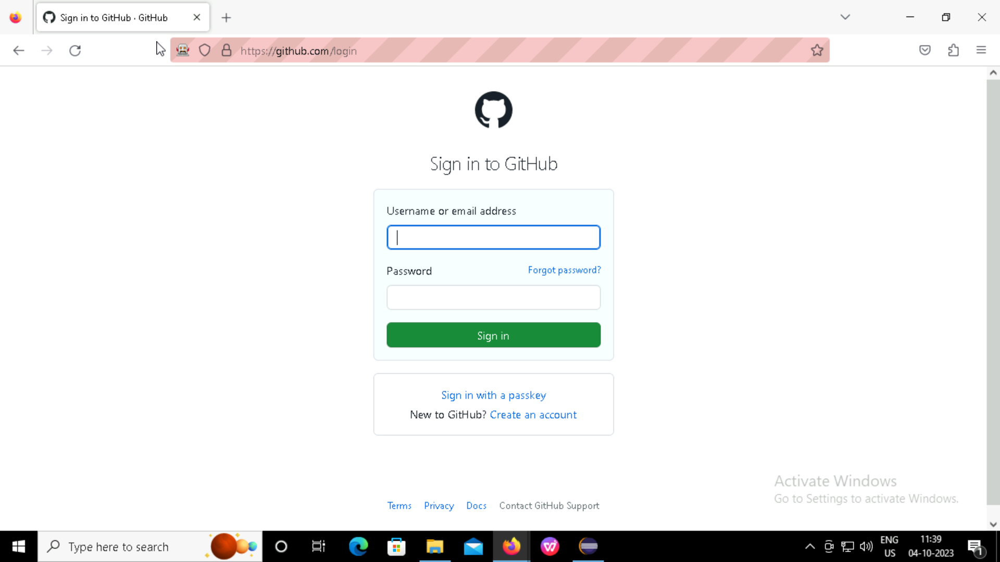 Sign in to GitHub · GitHub
https://github.com/login
Sign in to GitHub
Username or email address
Password
Forgot password?
Sign in
Sign in with a passkey
New to GitHub? Create an account
Activate Windows
Go to Settings to activate Windows.
Terms Privacy Docs Contact GitHub Support
Type here to search
ENG
US
11:39
04-10-2023
1